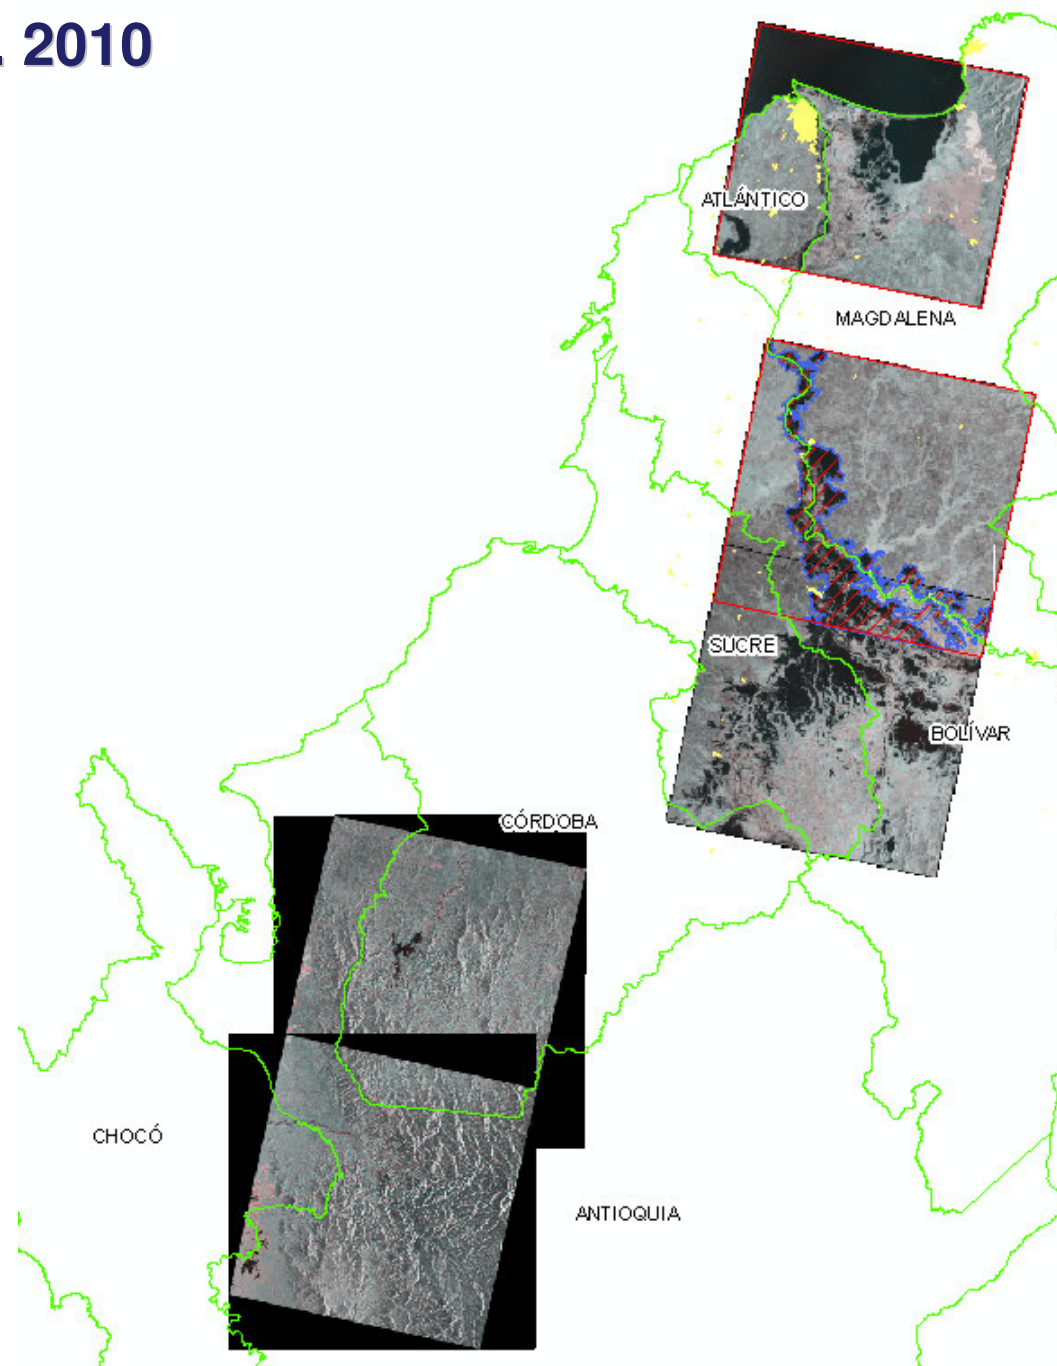 . 2010
ATLÁNTICO
MAGDALENA
SUCRE
BOLÍVAR
CÓRDOBA
CHOCÓ
ANTIOQUIA